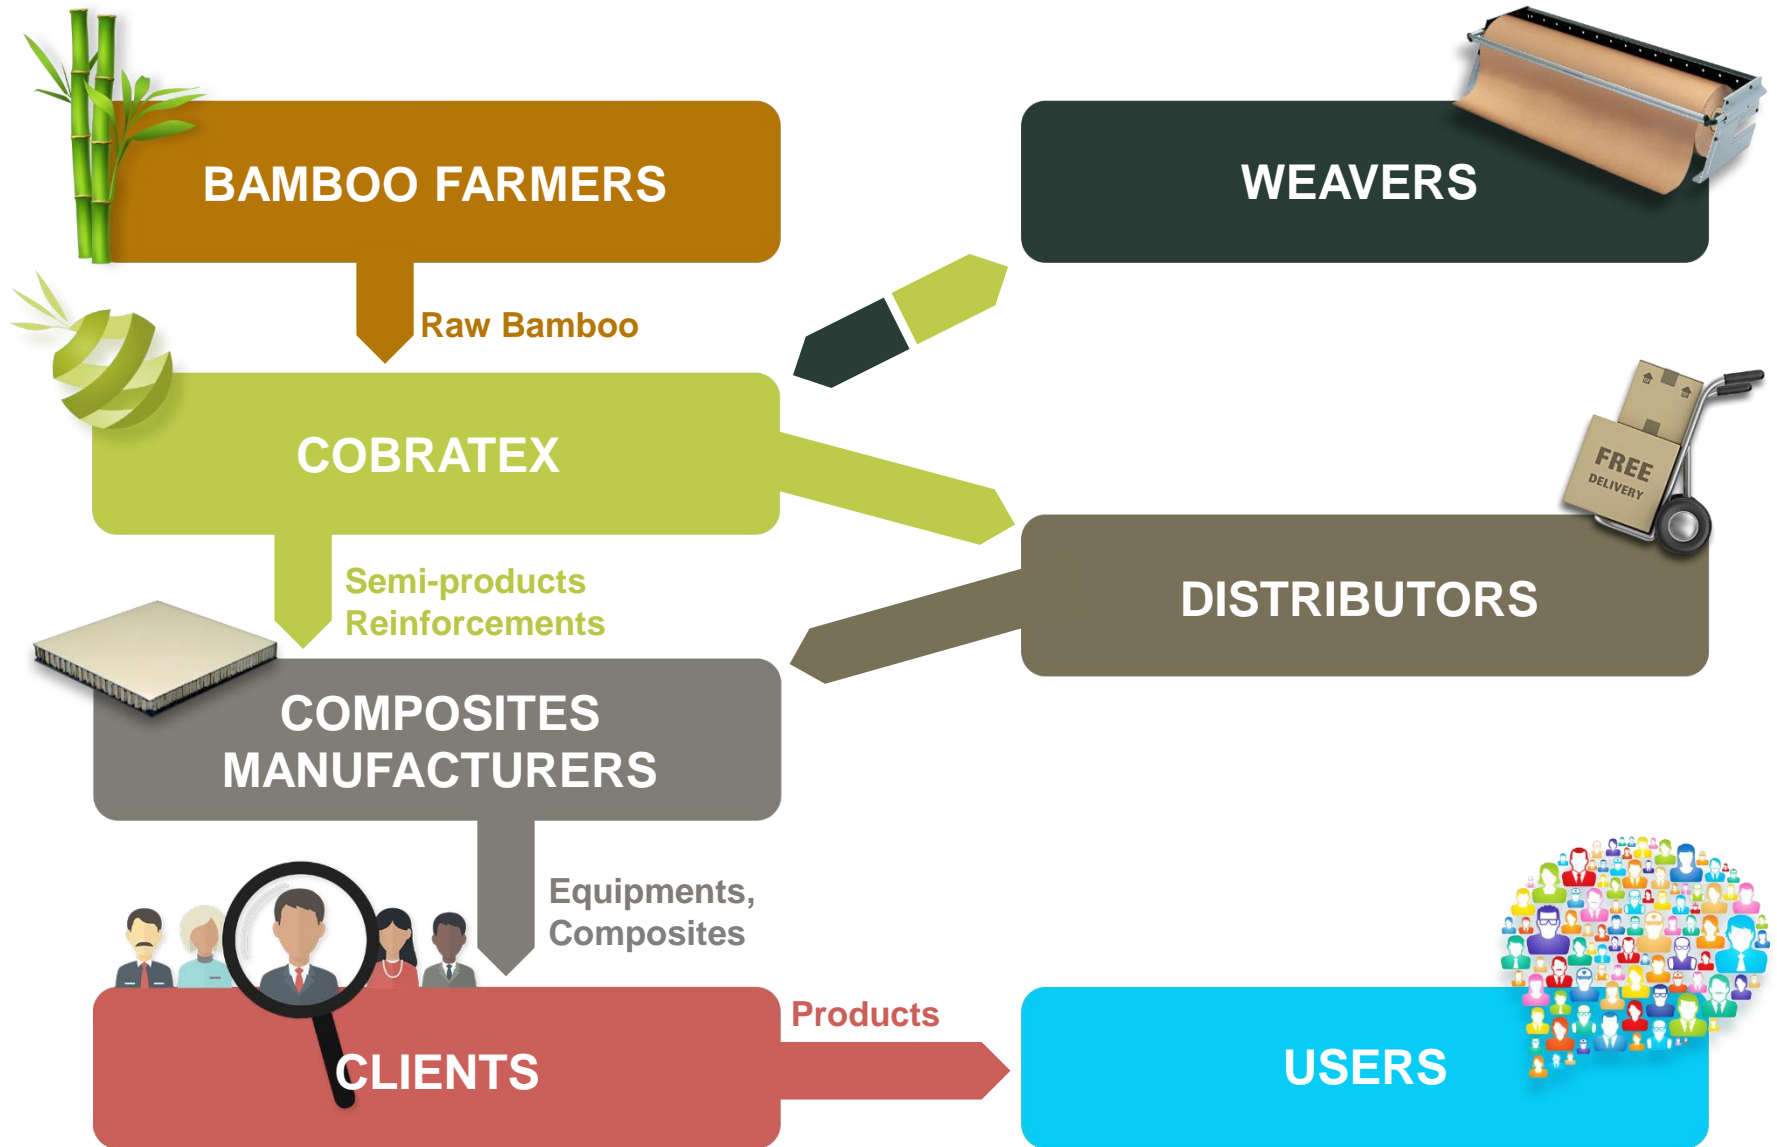 BAMBOO FARMERS
WEAVERS
Raw Bamboo
COBRATEX
FREE
DELIVERY
Semi-products
Reinforcements
DISTRIBUTORS
COMPOSITES
MANUFACTURERS
Equipments,
Composites
Products
CLIENTS
USERS